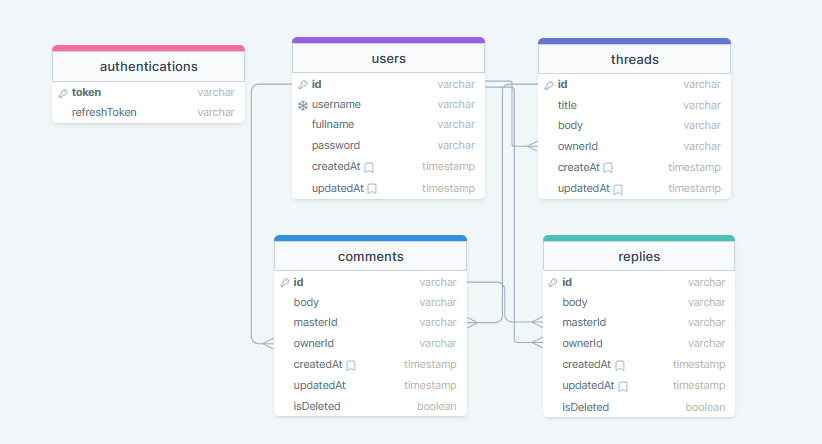 authentications
token varchar
refreshToken varchar
users
id varchar
username varchar
fullname varchar
password varchar
createdAt timestamp
updatedAt timestamp
threads
id varchar
title varchar
body varchar
ownerId varchar
createAt timestamp
updatedAt timestamp
comments
id varchar
body varchar
masterId varchar
ownerId varchar
createdAt timestamp
updatedAt timestamp
isDeleted boolean
replies
id varchar
body varchar
masterId varchar
ownerId varchar
createdAt timestamp
updatedAt timestamp
isDeleted boolean